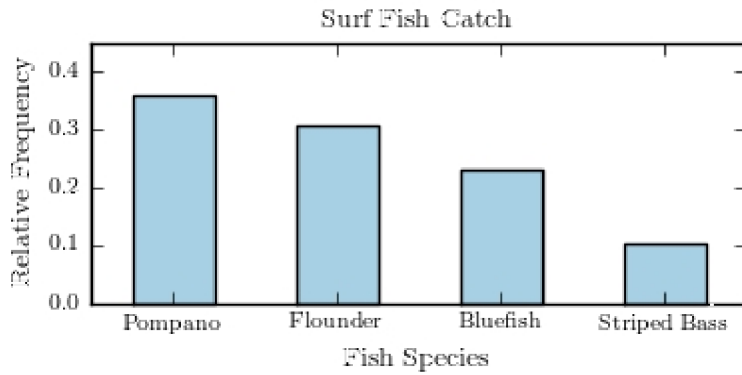 Surf Fish Catch
Relative Frequency
0.4
0.3
0.2
0.1
0.0
Pompano Flounder Bluefish Striped Bass
Fish Species